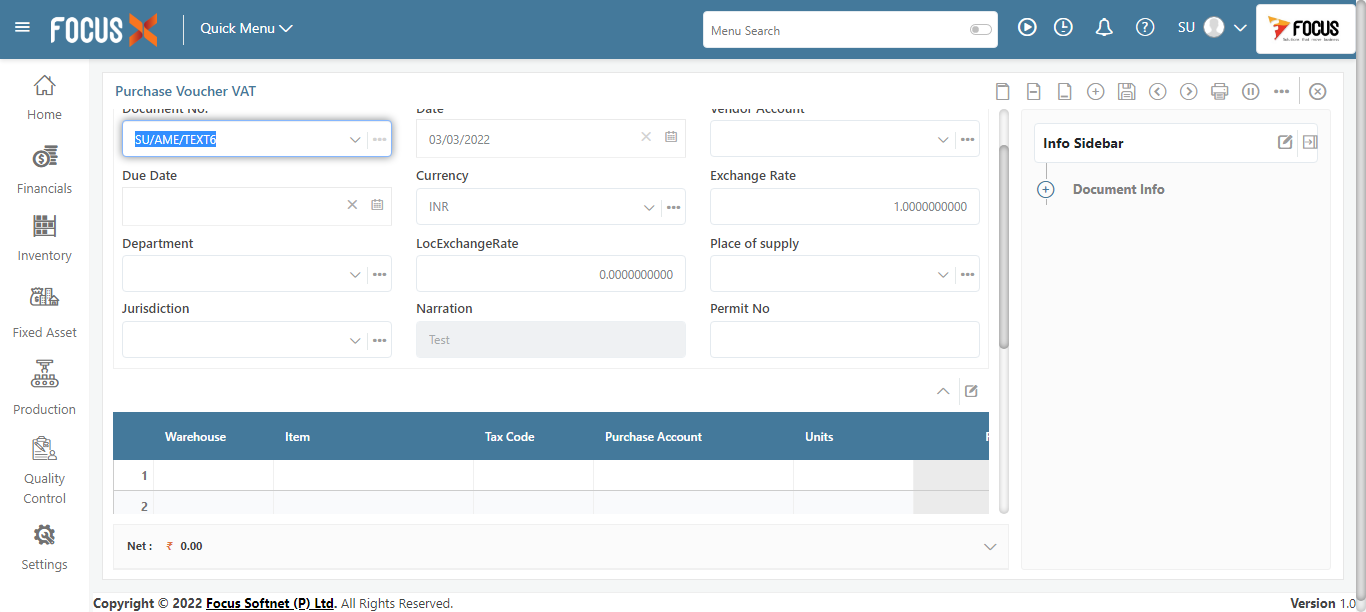 FOCUS X
Quick Menu
Menu Search
SU
FOCUS
Home
Financials
Inventory
Fixed Asset
Production
Quality
Control
Settings
Purchase Voucher VAT
Document No.
Date
Vendor Account
SU/AME/TEXT6
03/03/2022
Due Date
Currency
Exchange Rate
INR
1.0000000000
Department
LocExchangeRate
Place of supply
0.0000000000
Jurisdiction
Narration
Permit No
Test
Warehouse
Item
Tax Code
Purchase Account
Units
1
2
Net : ₹ 0.00
Info Sidebar
Document Info
Copyright © 2022 Focus Softnet (P) Ltd. All Rights Reserved.
Version 1.0